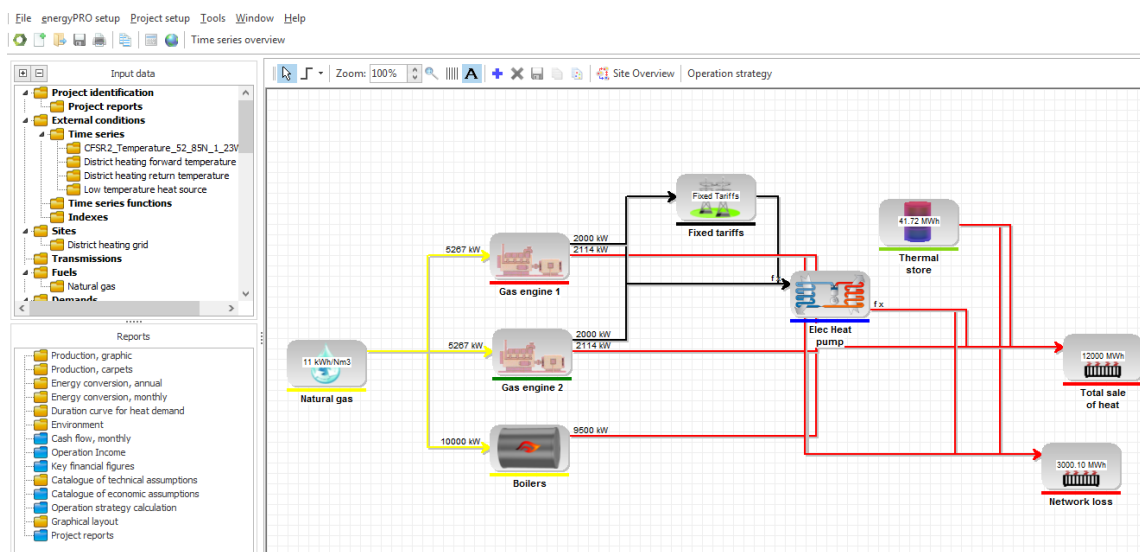 File energyPRO setup Project setup Tools Window Help
Time series overview
Input data
Project identification
Project reports
External conditions
Time series
CFSR2_Temperature_52_85N_1_23W
District heating forward temperature
District heating return temperature
Low temperature heat source
Time series functions
Indexes
Sites
District heating grid
Transmissions
Fuels
Natural gas
Demands
Reports
Production, graphic
Production, carpets
Energy conversion, annual
Energy conversion, monthly
Duration curve for heat demand
Environment
Cash flow, monthly
Operation Income
Key financial figures
Catalogue of technical assumptions
Catalogue of economic assumptions
Operation strategy calculation
Graphical layout
Project reports
Zoom: 100% A Site Overview Operation strategy
Fixed Tariffs
Fixed tariffs
41.72 MWh
Thermal
store
5267 kW
2000 kW
2114 kW
Gas engine 1
f x
f x
Elec Heat
pump
5267 kW
2000 kW
2114 kW
Gas engine 2
11 kWh/Nm3
Natural gas
12000 MWh
Total sale
of heat
10000 kW
9500 kW
Boilers
3000.10 MWh
Network loss